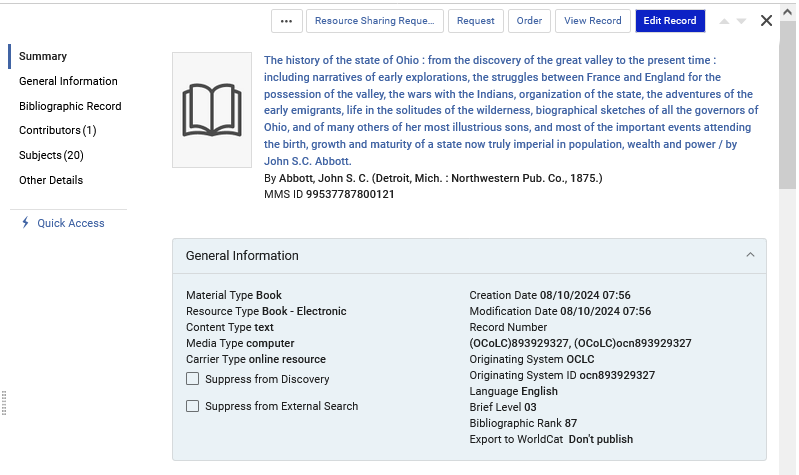 ... Resource Sharing Reque... Request Order View Record Edit Record
Summary
General Information
Bibliographic Record
Contributors (1)
Subjects (20)
Other Details
Quick Access
The history of the state of Ohio : from the discovery of the great valley to the present time :
including narratives of early explorations, the struggles between France and England for the
possession of the valley, the wars with the Indians, organization of the state, the adventures of the
early emigrants, life in the solitudes of the wilderness, biographical sketches of all the governors of
Ohio, and of many others of her most illustrious sons, and most of the important events attending
the birth, growth and maturity of a state now truly imperial in population, wealth and power / by
John S.C. Abbott.
By Abbott, John S. C. (Detroit, Mich. : Northwestern Pub. Co., 1875.)
MMS ID 99537787800121
General Information
Material Type Book
Resource Type Book - Electronic
Content Type text
Media Type computer
Carrier Type online resource
Suppress from Discovery
Suppress from External Search
Creation Date 08/10/2024 07:56
Modification Date 08/10/2024 07:56
Record Number
(OCoLC)893929327, (OCoLC)ocn893929327
Originating System OCLC
Originating System ID ocn893929327
Language English
Brief Level 03
Bibliographic Rank 87
Export to WorldCat Don't publish